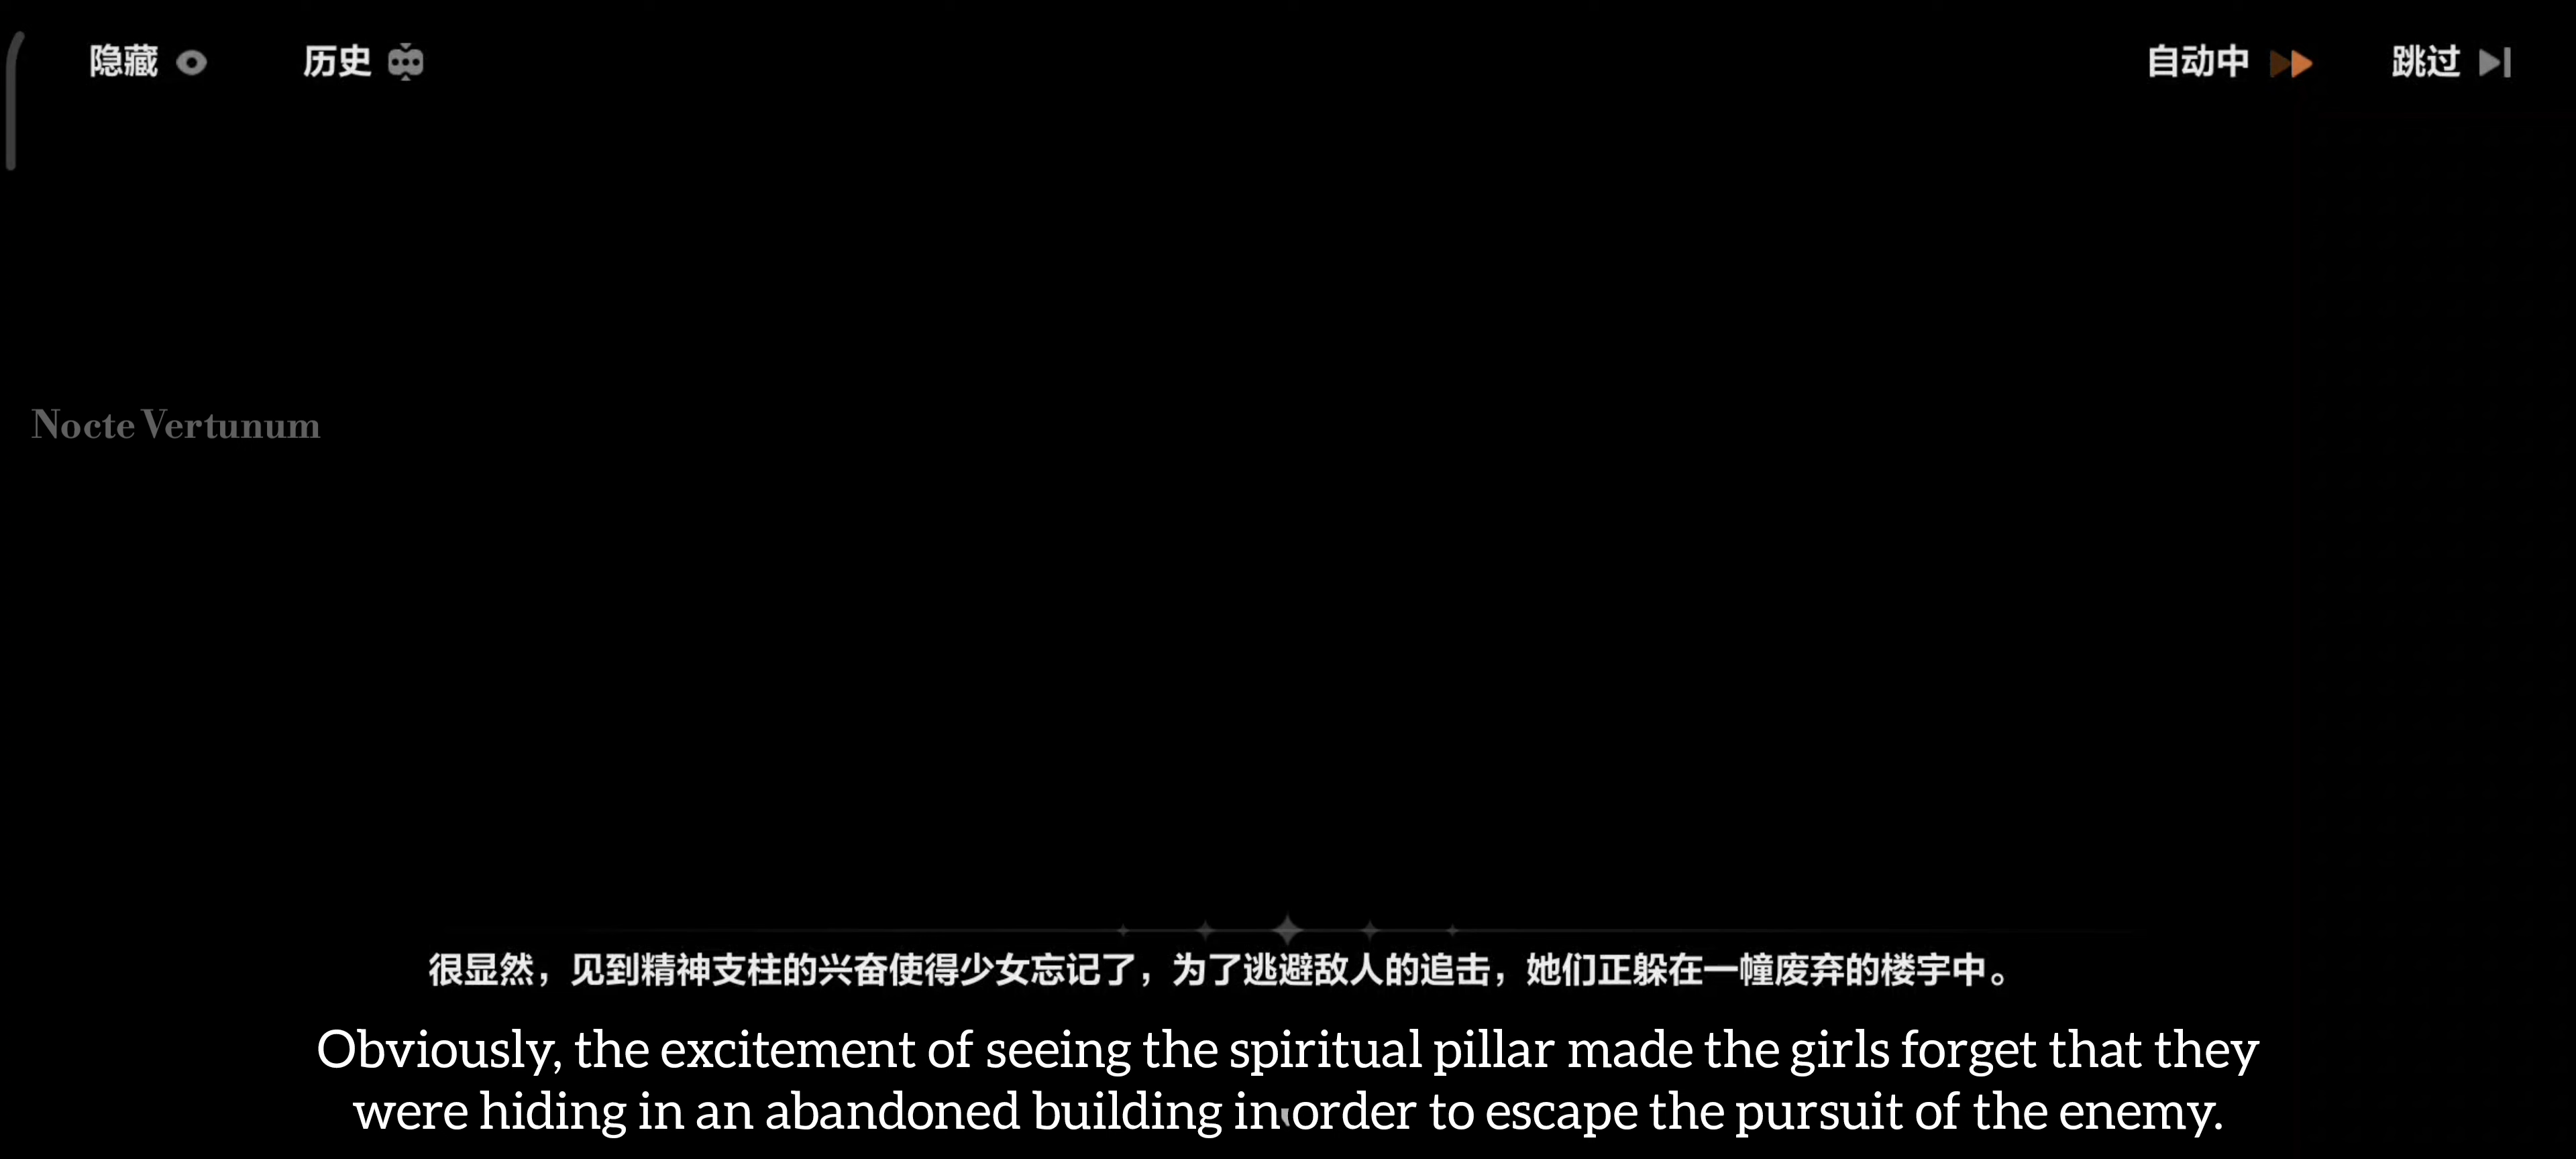 隐藏
历史
自动中
跳过
Nocte Vertunum
很显然，见到精神支柱的兴奋使得少女忘记了，为了逃避敌人的追击，她们正躲在一幢废弃的楼宇中。
Obviously, the excitement of seeing the spiritual pillar made the girls forget that they
were hiding in an abandoned building in order to escape the pursuit of the enemy.